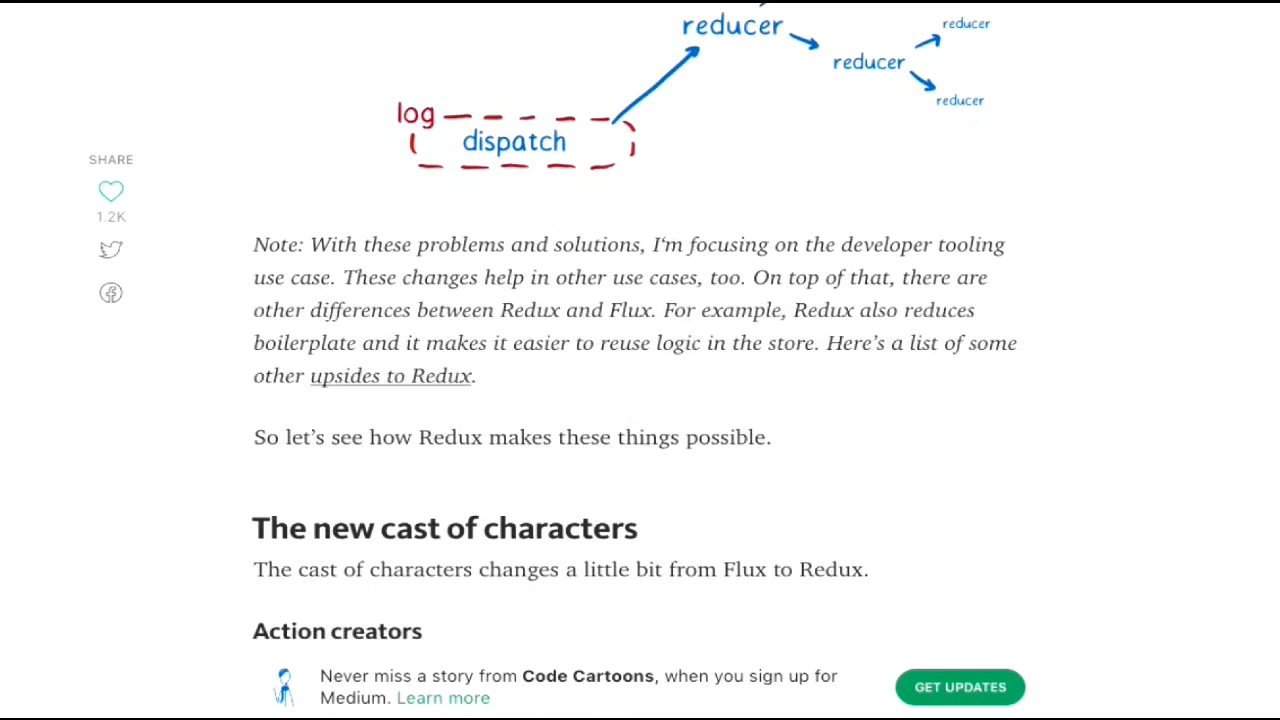 reducer
reducer
reducer
reducer
log
dispatch
SHARE
1.2K
Note: With these problems and solutions, I‘m focusing on the developer tooling
use case. These changes help in other use cases, too. On top of that, there are
other differences between Redux and Flux. For example, Redux also reduces
boilerplate and it makes it easier to reuse logic in the store. Here’s a list of some
other upsides to Redux.
So let’s see how Redux makes these things possible.
The new cast of characters
The cast of characters changes a little bit from Flux to Redux.
Action creators
Never miss a story from Code Cartoons, when you sign up for
Medium. Learn more
GET UPDATES